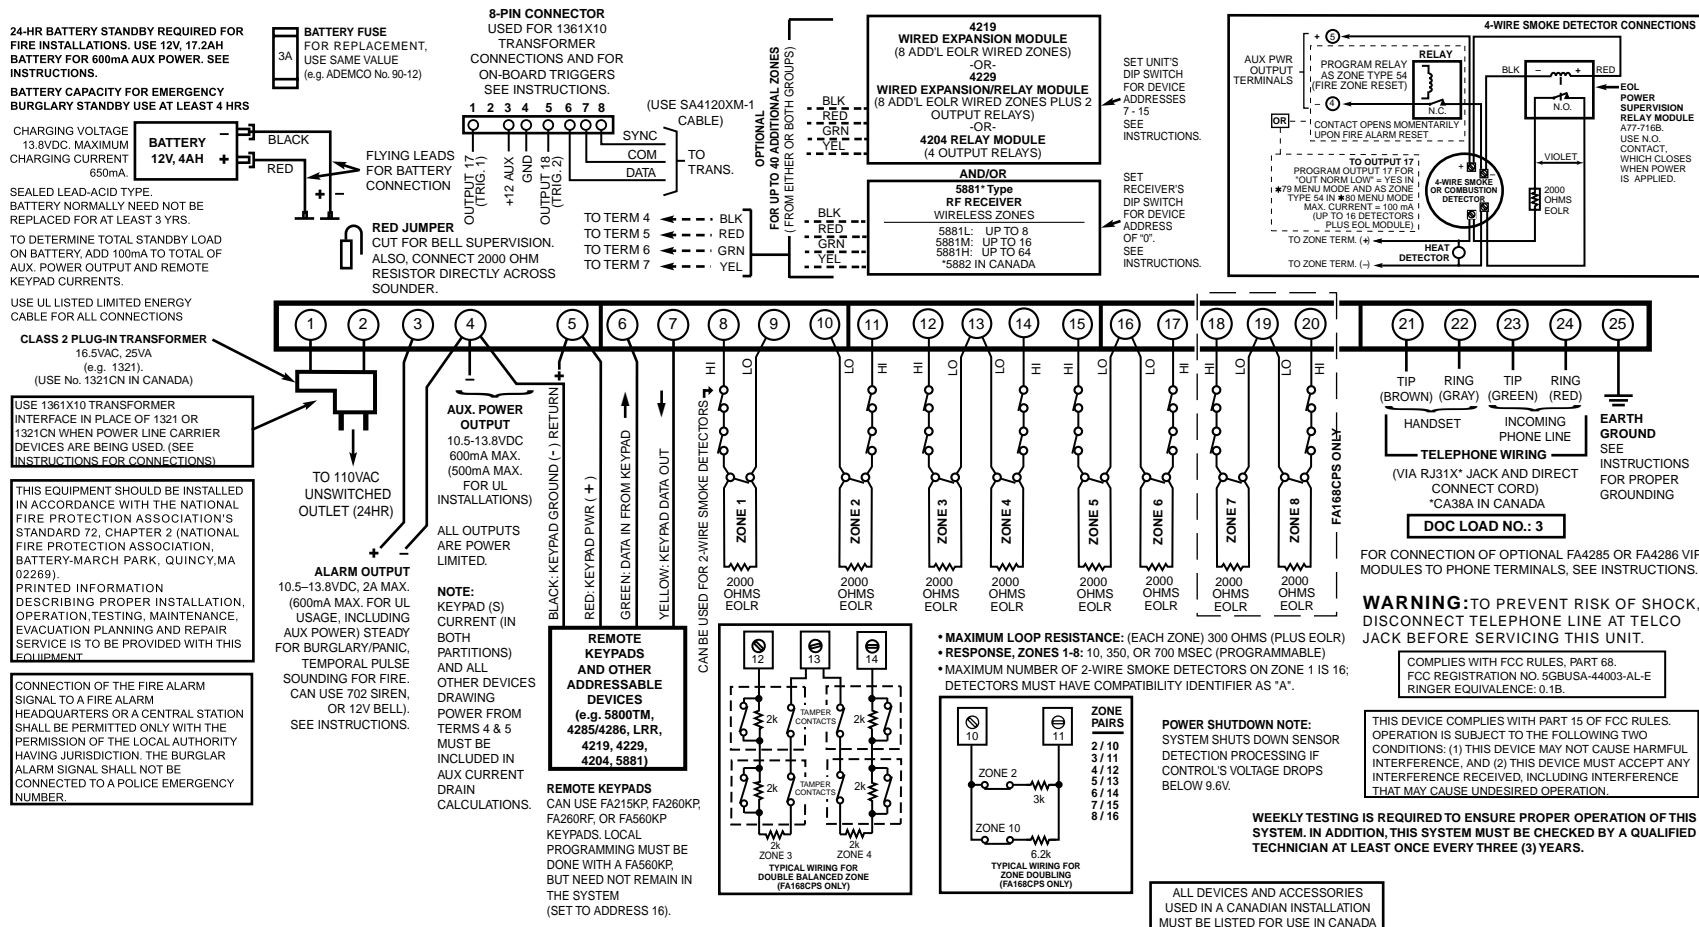 24-HR BATTERY STANDBY REQUIRED FOR
FIRE INSTALLATIONS. USE 12V, 17.2AH
BATTERY FOR 600mA AUX POWER. SEE
INSTRUCTIONS.
BATTERY CAPACITY FOR EMERGENCY
BURGLARY STANDBY USE AT LEAST 4 HRS
CHARGING VOLTAGE
13.8VDC. MAXIMUM
CHARGING CURRENT
650mA.
BATTERY
12V, 4AH
–
+
BLACK
RED
+ –
FLYING LEADS
FOR BATTERY
CONNECTION
SEALED LEAD-ACID TYPE.
BATTERY NORMALLY NEED NOT BE
REPLACED FOR AT LEAST 3 YRS.
TO DETERMINE TOTAL STANDBY LOAD
ON BATTERY, ADD 100mA TO TOTAL OF
AUX. POWER OUTPUT AND REMOTE
KEYPAD CURRENTS.
USE UL LISTED LIMITED ENERGY
CABLE FOR ALL CONNECTIONS
3A
BATTERY FUSE
FOR REPLACEMENT,
USE SAME VALUE
(e.g. ADEMCO No. 90-12)
RED JUMPER
CUT FOR BELL SUPERVISION.
ALSO, CONNECT 2000 OHM
RESISTOR DIRECTLY ACROSS
SOUNDER.
8-PIN CONNECTOR
USED FOR 1361X10
TRANSFORMER
CONNECTIONS AND FOR
ON-BOARD TRIGGERS
SEE INSTRUCTIONS.
1 2 3 4 5 6 7 8
OUTPUT 17
(TRIG. 1)
+12 AUX
GND
OUTPUT 18
(TRIG. 2)
(USE SA4120XM-1
CABLE)
SYNC
COM
DATA
TO
TRANS.
TO TERM 4 BLK
TO TERM 5 RED
TO TERM 6 GRN
TO TERM 7 YEL
OPTIONAL
FOR UP TO 40 ADDITIONAL ZONES
( FROM EITHER OR BOTH GROUPS)
BLK
RED
GRN
YEL
4219
WIRED EXPANSION MODULE
(8 ADD'L EOLR WIRED ZONES)
-OR-
4229
WIRED EXPANSION/RELAY MODULE
(8 ADD'L EOLR WIRED ZONES PLUS 2
OUTPUT RELAYS)
-OR-
4204 RELAY MODULE
(4 OUTPUT RELAYS)
SET UNIT'S
DIP SWITCH
FOR DEVICE
ADDRESSES
7 - 15
SEE
INSTRUCTIONS.
AND/OR
BLK
RED
GRN
YEL
5881* Type
RF RECEIVER
WIRELESS ZONES
5881L: UP TO 8
5881M: UP TO 16
5881H: UP TO 64
*5882 IN CANADA
SET
RECEIVER'S
DIP SWITCH
FOR DEVICE
ADDRESS
OF "0".
SEE
INSTRUCTIONS.
4-WIRE SMOKE DETECTOR CONNECTIONS
AUX PWR
OUTPUT
TERMINALS
+ 5
– 4
PROGRAM RELAY
AS ZONE TYPE 54
(FIRE ZONE RESET)
RELAY
N.C.
CONTACT OPENS MOMENTARILY
UPON FIRE ALARM RESET
OR
TO OUTPUT 17
PROGRAM OUTPUT 17 FOR
"OUT NORM LOW" = YES IN
✱79 MENU MODE AND AS ZONE
TYPE 54 IN ✱80 MENU MODE
MAX. CURRENT = 100 mA
(UP TO 16 DETECTORS
PLUS EOL MODULE)
BLK – + RED
N.O.
EOL
POWER
SUPERVISION
RELAY MODULE
A77-716B.
USE N.O.
CONTACT,
WHICH CLOSES
WHEN POWER
IS APPLIED.
VIOLET
+ –
4-WIRE SMOKE
OR COMBUSTION
DETECTOR
2000
OHMS
EOLR
TO ZONE TERM. (+)
HEAT
DETECTOR
TO ZONE TERM. (–)
1 2 3 4 5 6 7 8 9 10 11 12 13 14 15 16 17 18 19 20 21 22 23 24 25
CLASS 2 PLUG-IN TRANSFORMER
16.5VAC, 25VA
(e.g. 1321).
(USE No. 1321CN IN CANADA)
USE 1361X10 TRANSFORMER
INTERFACE IN PLACE OF 1321 OR
1321CN WHEN POWER LINE CARRIER
DEVICES ARE BEING USED. (SEE
INSTRUCTIONS FOR CONNECTIONS)
TO 110VAC
UNSWITCHED
OUTLET (24HR)
THIS EQUIPMENT SHOULD BE INSTALLED
IN ACCORDANCE WITH THE NATIONAL
FIRE PROTECTION ASSOCIATION'S
STANDARD 72, CHAPTER 2 (NATIONAL
FIRE PROTECTION ASSOCIATION,
BATTERY-MARCH PARK, QUINCY,MA
02269).
PRINTED INFORMATION
DESCRIBING PROPER INSTALLATION,
OPERATION,TESTING, MAINTENANCE,
EVACUATION PLANNING AND REPAIR
SERVICE IS TO BE PROVIDED WITH THIS
EQUIPMENT
CONNECTION OF THE FIRE ALARM
SIGNAL TO A FIRE ALARM
HEADQUARTERS OR A CENTRAL STATION
SHALL BE PERMITTED ONLY WITH THE
PERMISSION OF THE LOCAL AUTHORITY
HAVING JURISDICTION. THE BURGLAR
ALARM SIGNAL SHALL NOT BE
CONNECTED TO A POLICE EMERGENCY
NUMBER.
+ –
ALARM OUTPUT
10.5–13.8VDC, 2A MAX.
(600mA MAX. FOR UL
USAGE, INCLUDING
AUX POWER) STEADY
FOR BURGLARY/PANIC,
TEMPORAL PULSE
SOUNDING FOR FIRE.
CAN USE 702 SIREN,
OR 12V BELL).
SEE INSTRUCTIONS.
– +
AUX. POWER
OUTPUT
10.5-13.8VDC
600mA MAX.
(500mA MAX.
FOR UL
INSTALLATIONS)
ALL OUTPUTS
ARE POWER
LIMITED.
NOTE:
KEYPAD (S)
CURRENT (IN
BOTH
PARTITIONS)
AND ALL
OTHER DEVICES
DRAWING
POWER FROM
TERMS 4 & 5
MUST BE
INCLUDED IN
AUX CURRENT
DRAIN
CALCULATIONS.
BLACK: KEYPAD GROUND ( - ) RETURN
RED: KEYPAD PWR ( + )
GREEN: DATA IN FROM KEYPAD
YELLOW: KEYPAD DATA OUT
REMOTE
KEYPADS
AND OTHER
ADDRESSABLE
DEVICES
(e.g. 5800TM,
4285/4286, LRR,
4219, 4229,
4204, 5881)
REMOTE KEYPADS
CAN USE FA215KP, FA260KP,
FA260RF, OR FA560KP
KEYPADS. LOCAL
PROGRAMMING MUST BE
DONE WITH A FA560KP,
BUT NEED NOT REMAIN IN
THE SYSTEM
(SET TO ADDRESS 16).
CAN BE USED FOR 2-WIRE SMOKE DETECTORS
HI LO LO HI HI LO HI HI LO HI HI LO HI
ZONE 1
ZONE 2
ZONE 3
ZONE 4
ZONE 5
ZONE 6
ZONE 7
ZONE 8
FA168CPS ONLY
2000
OHMS
EOLR
2000
OHMS
EOLR
2000
OHMS
EOLR
2000
OHMS
EOLR
2000
OHMS
EOLR
2000
OHMS
EOLR
2000
OHMS
EOLR
2000
OHMS
EOLR
12 13 14
TAMPER
CONTACTS
2k 2k
TAMPER
CONTACTS
2k 2k
2k 2k
ZONE 3 ZONE 4
TYPICAL WIRING FOR
DOUBLE BALANCED ZONE
(FA168CPS ONLY)
• MAXIMUM LOOP RESISTANCE: (EACH ZONE) 300 OHMS (PLUS EOLR)
• RESPONSE, ZONES 1-8: 10, 350, OR 700 MSEC (PROGRAMMABLE)
• MAXIMUM NUMBER OF 2-WIRE SMOKE DETECTORS ON ZONE 1 IS 16;
DETECTORS MUST HAVE COMPATIBILITY IDENTIFIER AS "A".
10 11
ZONE 2
3k
ZONE 10
6.2k
TYPICAL WIRING FOR
ZONE DOUBLING
(FA168CPS ONLY)
ZONE
PAIRS
2 / 10
3 / 11
4 / 12
5 / 13
6 / 14
7 / 15
8 / 16
POWER SHUTDOWN NOTE:
SYSTEM SHUTS DOWN SENSOR
DETECTION PROCESSING IF
CONTROL'S VOLTAGE DROPS
BELOW 9.6V.
TIP
(BROWN)
RING
(GRAY)
TIP
(GREEN)
RING
(RED)
HANDSET
INCOMING
PHONE LINE
TELEPHONE WIRING
(VIA RJ31X* JACK AND DIRECT
CONNECT CORD)
*CA38A IN CANADA
EARTH
GROUND
SEE
INSTRUCTIONS
FOR PROPER
GROUNDING
DOC LOAD NO.: 3
FOR CONNECTION OF OPTIONAL FA4285 OR FA4286 VIP
MODULES TO PHONE TERMINALS, SEE INSTRUCTIONS.
WARNING:TO PREVENT RISK OF SHOCK,
DISCONNECT TELEPHONE LINE AT TELCO
JACK BEFORE SERVICING THIS UNIT.
COMPLIES WITH FCC RULES, PART 68.
FCC REGISTRATION NO. 5GBUSA-44003-AL-E
RINGER EQUIVALENCE: 0.1B.
THIS DEVICE COMPLIES WITH PART 15 OF FCC RULES.
OPERATION IS SUBJECT TO THE FOLLOWING TWO
CONDITIONS: (1) THIS DEVICE MAY NOT CAUSE HARMFUL
INTERFERENCE, AND (2) THIS DEVICE MUST ACCEPT ANY
INTERFERENCE RECEIVED, INCLUDING INTERFERENCE
THAT MAY CAUSE UNDESIRED OPERATION.
WEEKLY TESTING IS REQUIRED TO ENSURE PROPER OPERATION OF THIS
SYSTEM. IN ADDITION, THIS SYSTEM MUST BE CHECKED BY A QUALIFIED
TECHNICIAN AT LEAST ONCE EVERY THREE (3) YEARS.
ALL DEVICES AND ACCESSORIES
USED IN A CANADIAN INSTALLATION
MUST BE LISTED FOR USE IN CANADA